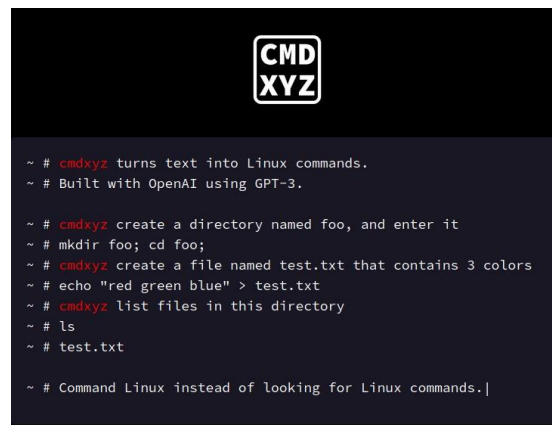 CMD
XYZ
~ # cmdxyz turns text into Linux commands.
~ # Built with OpenAI using GPT-3.
~ # cmdxyz create a directory named foo, and enter it
~ # mkdir foo; cd foo;
~ # cmdxyz create a file named test.txt that contains 3 colors
~ # echo "red green blue" > test.txt
~ # cmdxyz list files in this directory
~ # ls
~ # test.txt
~ # Command Linux instead of looking for Linux commands.|